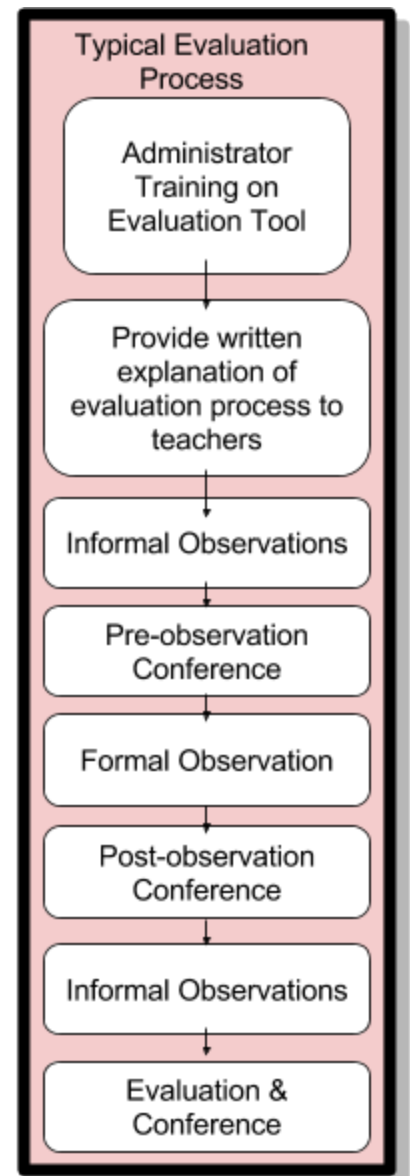 Typical Evaluation
Process
Administrator
Training on
Evaluation Tool
Provide written
explanation of
evaluation process to
teachers
Informal Observations
Pre-observation
Conference
Formal Observation
Post-observation
Conference
Informal Observations
Evaluation &
Conference